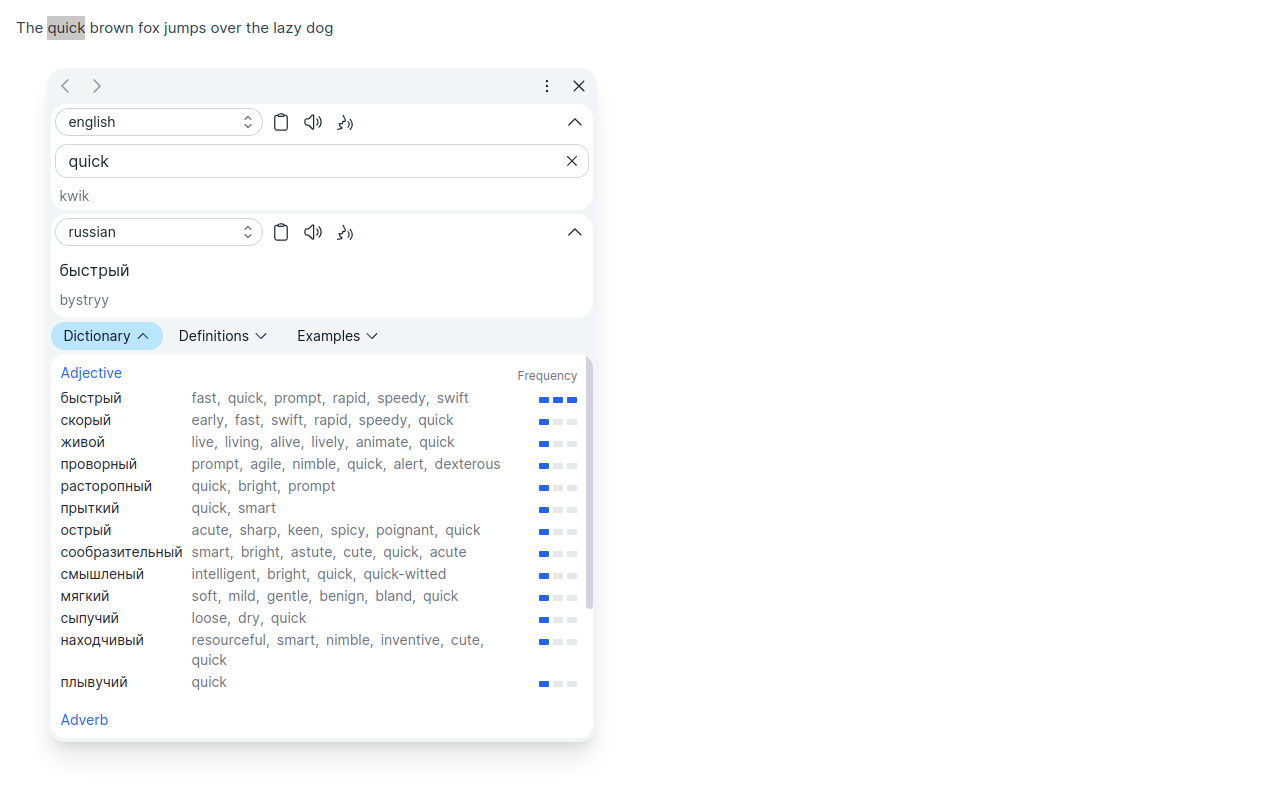 The quick brown fox jumps over the lazy dog
english
quick
kwik
russian
быстрый
bystryy
Dictionary Definitions Examples
Adjective Frequency
быстрый fast, quick, prompt, rapid, speedy, swift
скорый early, fast, swift, rapid, speedy, quick
живой live, living, alive, lively, animate, quick
проворный prompt, agile, nimble, quick, alert, dexterous
расторопный quick, bright, prompt
прыткий quick, smart
острый acute, sharp, keen, spicy, poignant, quick
сообразительный smart, bright, astute, cute, quick, acute
смышленый intelligent, bright, quick, quick-witted
мягкий soft, mild, gentle, benign, bland, quick
сыпучий loose, dry, quick
находчивый resourceful, smart, nimble, inventive, cute,
quick
плывучий quick
Adverb